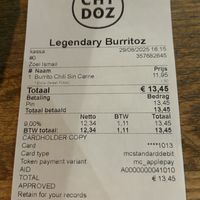 CHI
DOZ
Legendary Burritoz
kassa 29/06/2025 16:15
#0 357682645
Zoei Ismail
# Naam Prijs
1 Burrito Chili Sin Carne 11,95
Totaal € 13,45
Betaling Bedrag
Pin 13,45
Totaal betaald 13,45
Netto BTW Totaal
9,00% 12,34 1,11 13,45
BTW totaal: 12,34 1,11 13,45
CARDHOLDER COPY
Card ****1013
Card type mcstandarddebit
Token payment variant mc_applepay
AID A0000000041010
TOTAL € 13,45
APPROVED
Retain for your records